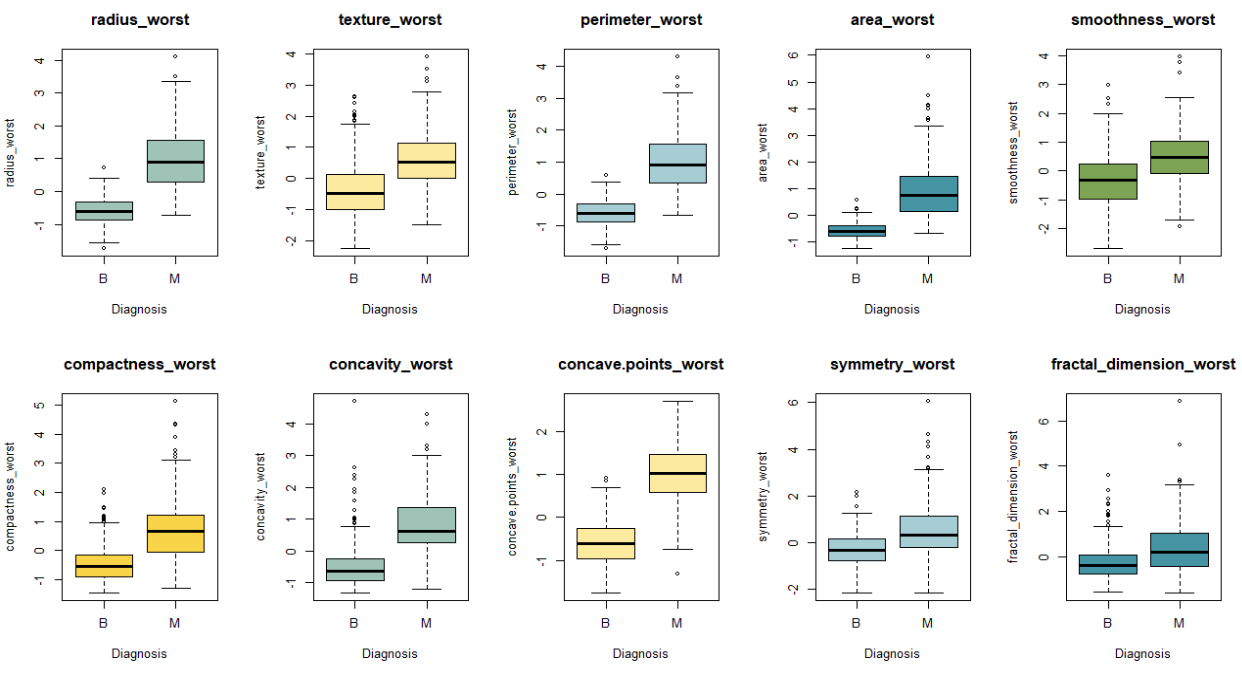 radius_worst
texture_worst
perimeter_worst
area_worst
smoothness_worst
radius_worst
4
3
2
1
0
-1
B
M
Diagnosis
texture_worst
4
3
2
1
0
-1
-2
B
M
Diagnosis
perimeter_worst
4
3
2
1
0
-1
B
M
Diagnosis
area_worst
6
5
4
3
2
1
0
-1
B
M
Diagnosis
smoothness_worst
4
3
2
1
0
-1
-2
B
M
Diagnosis
compactness_worst
concavity_worst
concave.points_worst
symmetry_worst
fractal_dimension_worst
compactness_worst
5
4
3
2
1
0
-1
B
M
Diagnosis
concavity_worst
4
3
2
1
0
-1
B
M
Diagnosis
concave.points_worst
2
1
0
-1
B
M
Diagnosis
symmetry_worst
6
4
2
0
-2
B
M
Diagnosis
fractal_dimension_worst
6
4
2
0
B
M
Diagnosis